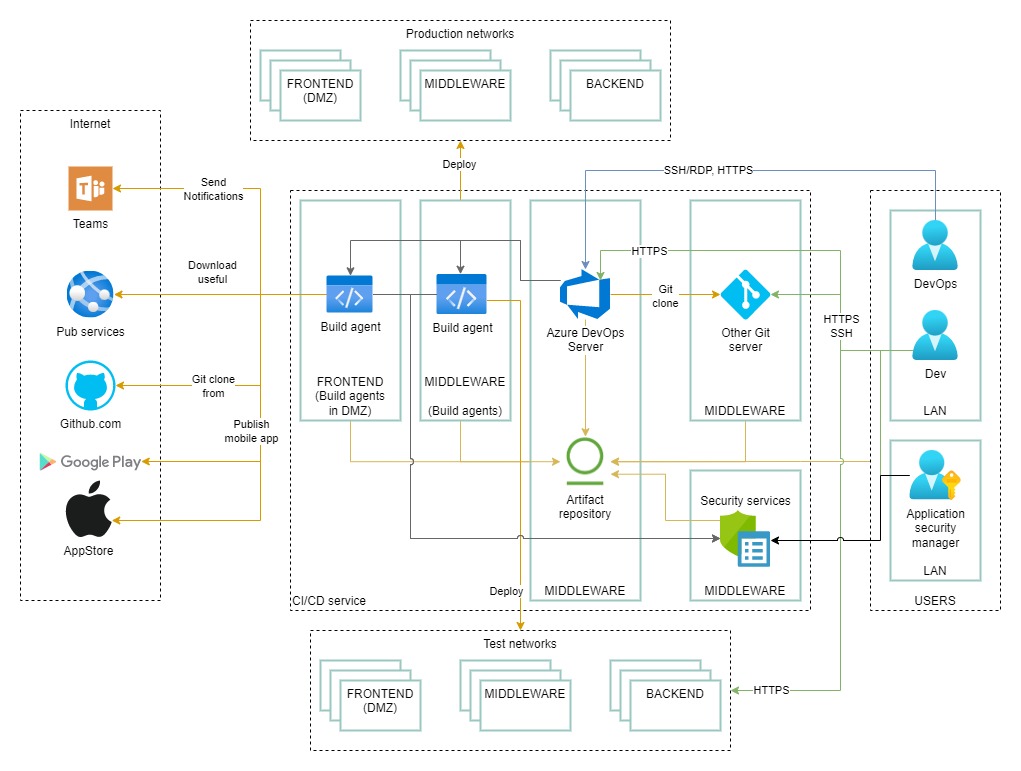 Production networks
FRONTEND
(DMZ)
MIDDLEWARE
BACKEND
Internet
Teams
Pub services
Github.com
Google Play
AppStore
Send
Notifications
Download
useful
Git clone
from
Publish
mobile app
Deploy
SSH/RDP, HTTPS
HTTPS
Build agent
FRONTEND
(Build agents
in DMZ)
Build agent
MIDDLEWARE
(Build agents)
Azure DevOps
Server
Git
clone
Other Git
server
MIDDLEWARE
Artifact
repository
MIDDLEWARE
Security services
MIDDLEWARE
Deploy
CI/CD service
HTTPS
SSH
DevOps
Dev
LAN
Application
security
manager
LAN
USERS
HTTPS
Test networks
FRONTEND
(DMZ)
MIDDLEWARE
BACKEND